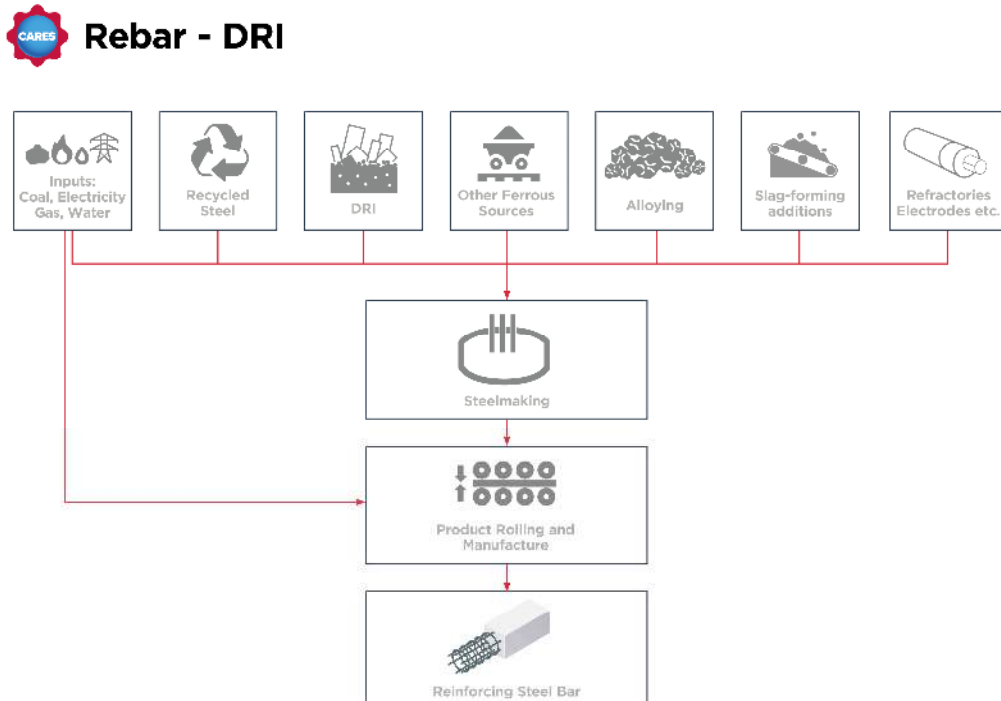 CARES
Rebar - DRI
Inputs:
Coal, Electricity
Gas, Water
Recycled
Steel
DRI
Other Ferrous
Sources
Alloying
Slag-forming
additions
Refractories
Electrodes etc.
Steelmaking
Product Rolling and
Manufacture
Reinforcing Steel Bar